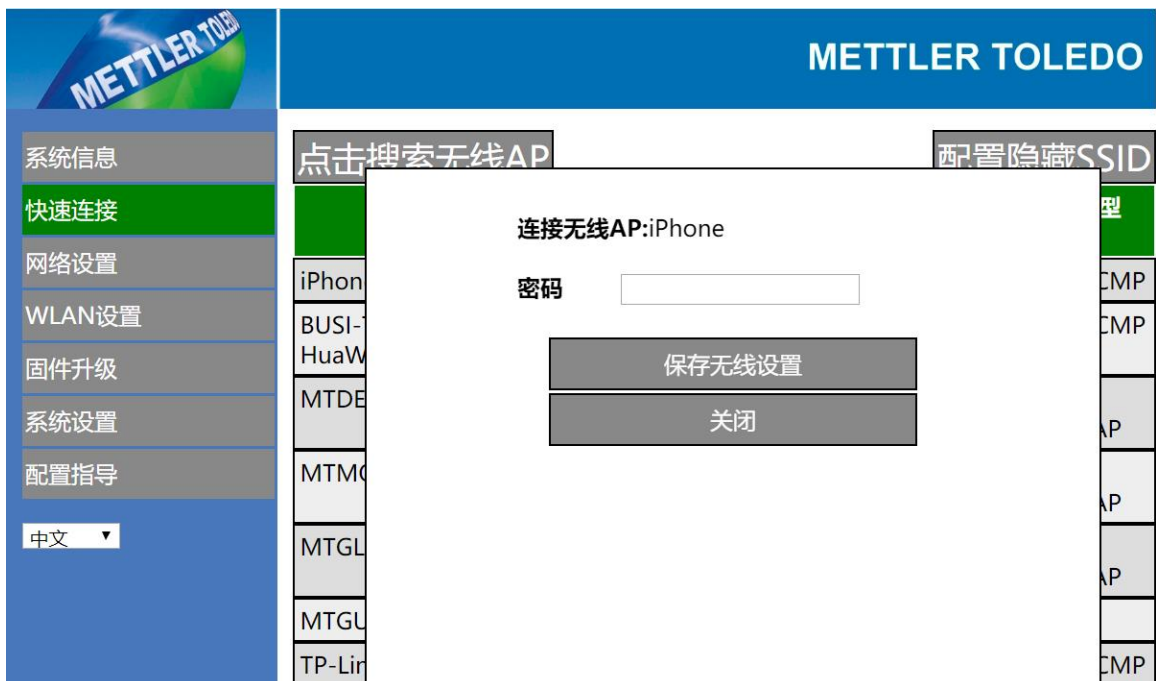 METTLER TOLEDO
METTLER TOLEDO
系统信息
快速连接
网络设置
WLAN设置
固件升级
系统设置
配置指导
中文
点击搜索无线AP
配置隐藏SSID
型
连接无线AP:iPhone
密码
保存无线设置
关闭
iPhon
CMP
BUSI-
CMP
HuaW
MTDE
AP
MTMO
AP
MTGL
AP
MTGU
TP-Lin
CMP